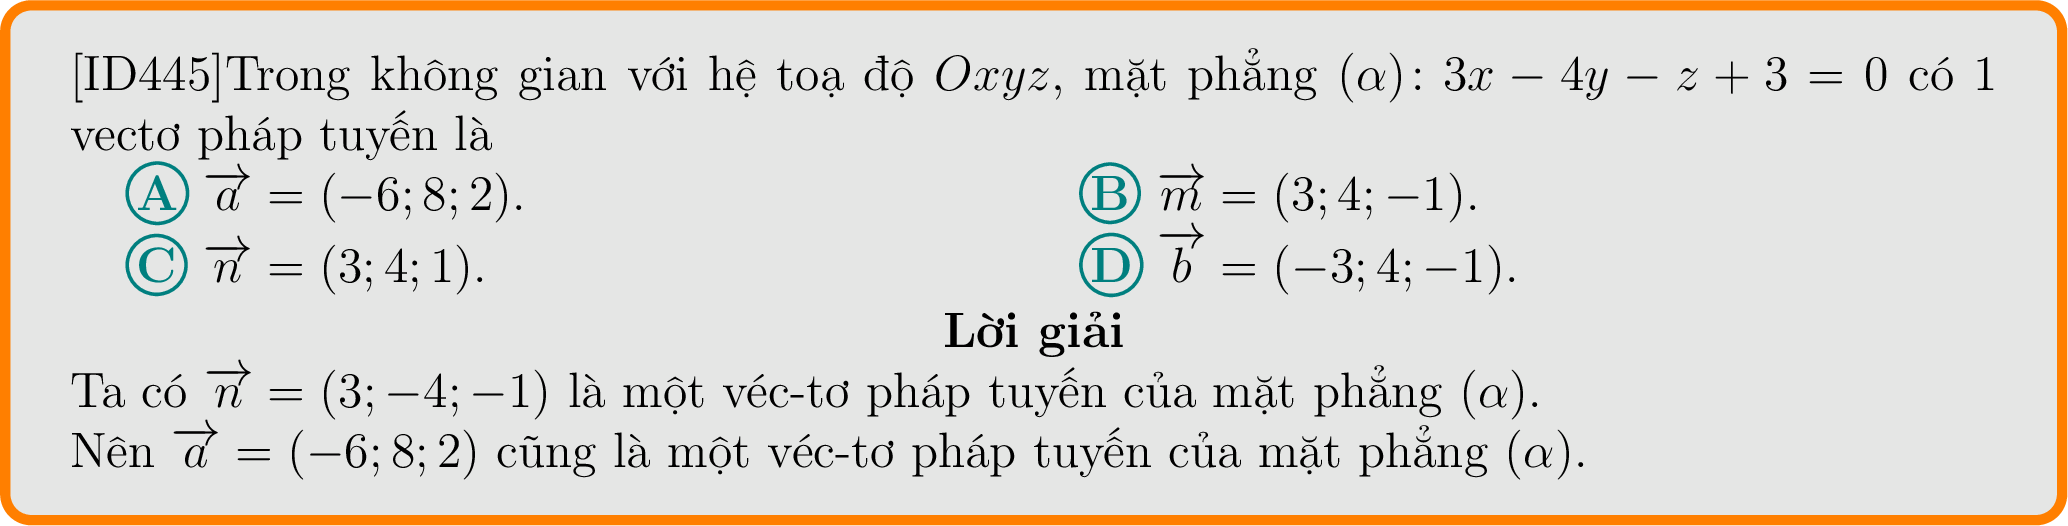 [ID445]Trong không gian với hệ toạ độ $Oxyz$, mặt phẳng $(\alpha)$: $3x - 4y - z + 3 = 0$ có 1
vectơ pháp tuyến là
Ⓐ $\overrightarrow{a} = (-6; 8; 2)$. Ⓑ $\overrightarrow{m} = (3; 4; -1)$.
Ⓒ $\overrightarrow{n} = (3; 4; 1)$. Ⓓ $\overrightarrow{b} = (-3; 4; -1)$.
Lời giải
Ta có $\overrightarrow{n} = (3; -4; -1)$ là một véc-tơ pháp tuyến của mặt phẳng $(\alpha)$.
Nên $\overrightarrow{a} = (-6; 8; 2)$ cũng là một véc-tơ pháp tuyến của mặt phẳng $(\alpha)$.